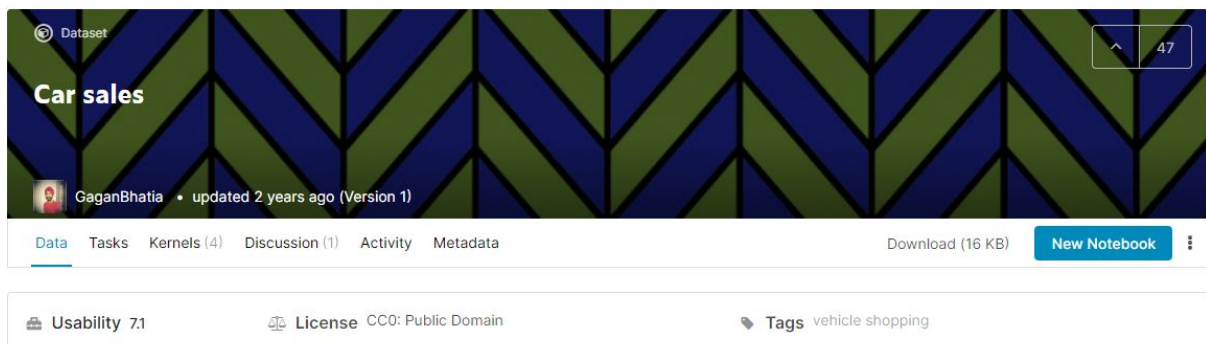 Dataset
47
Car sales
GaganBhatia • updated 2 years ago (Version 1)
Data Tasks Kernels (4) Discussion (1) Activity Metadata Download (16 KB) New Notebook
Usability 7.1 License CC0: Public Domain Tags vehicle shopping